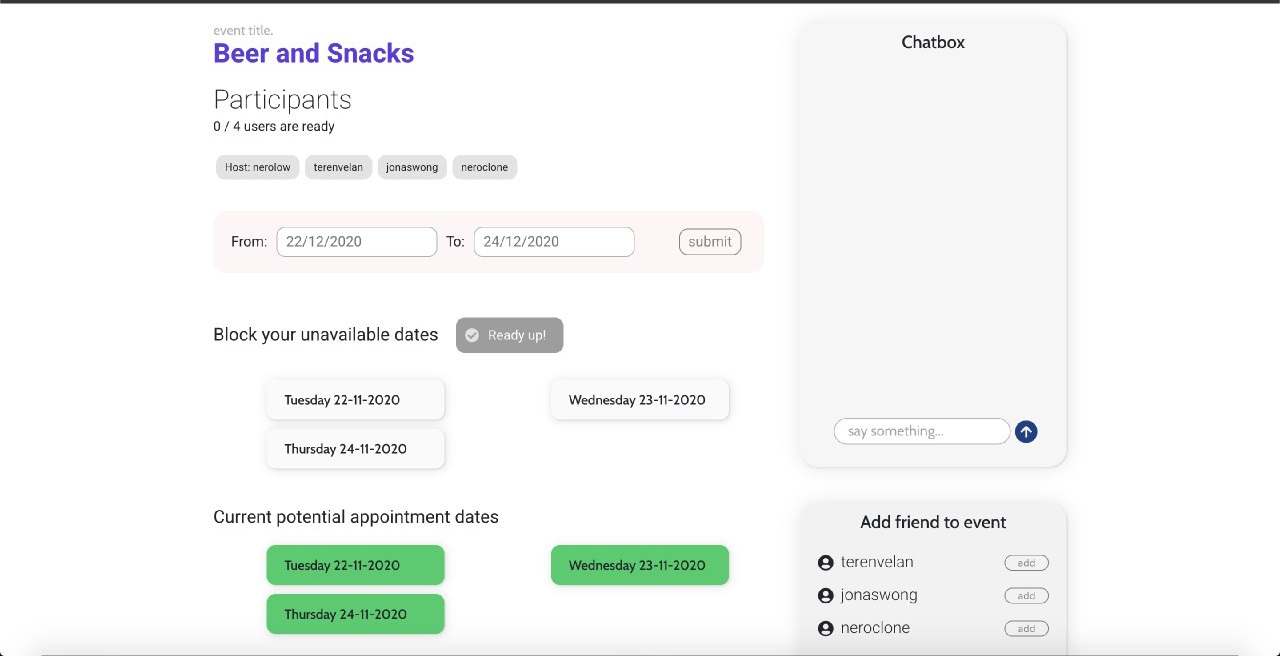 event title.
Beer and Snacks
Participants
0 / 4 users are ready
Host: nerolow terenvelan jonaswong neroclone
From: 22/12/2020 To: 24/12/2020 submit
Block your unavailable dates Ready up!
Tuesday 22-11-2020 Wednesday 23-11-2020
Thursday 24-11-2020
Current potential appointment dates
Tuesday 22-11-2020 Wednesday 23-11-2020
Thursday 24-11-2020
Chatbox
say something...
Add friend to event
terenvelan add
jonaswong add
neroclone add